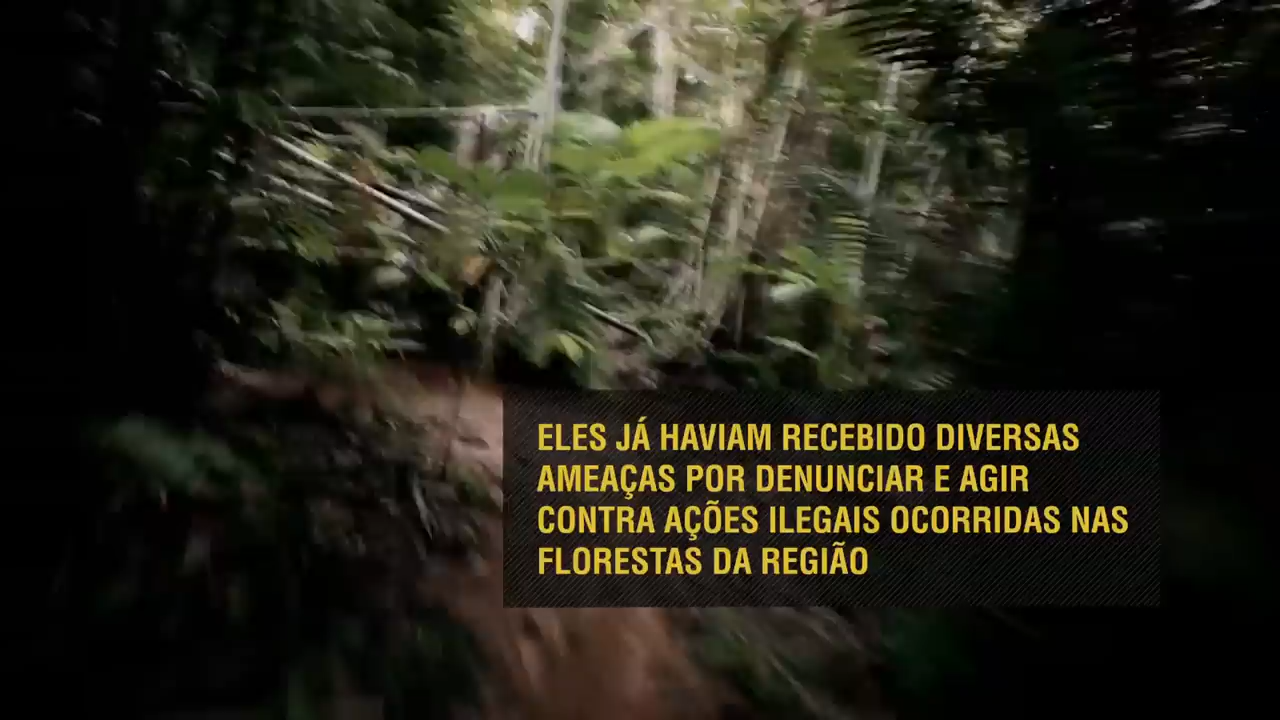 ELES JÁ HAVIAM RECEBIDO DIVERSAS
AMEAÇAS POR DENUNCIAR E AGIR
CONTRA AÇÕES ILEGAIS OCORRIDAS NAS
FLORESTAS DA REGIÃO